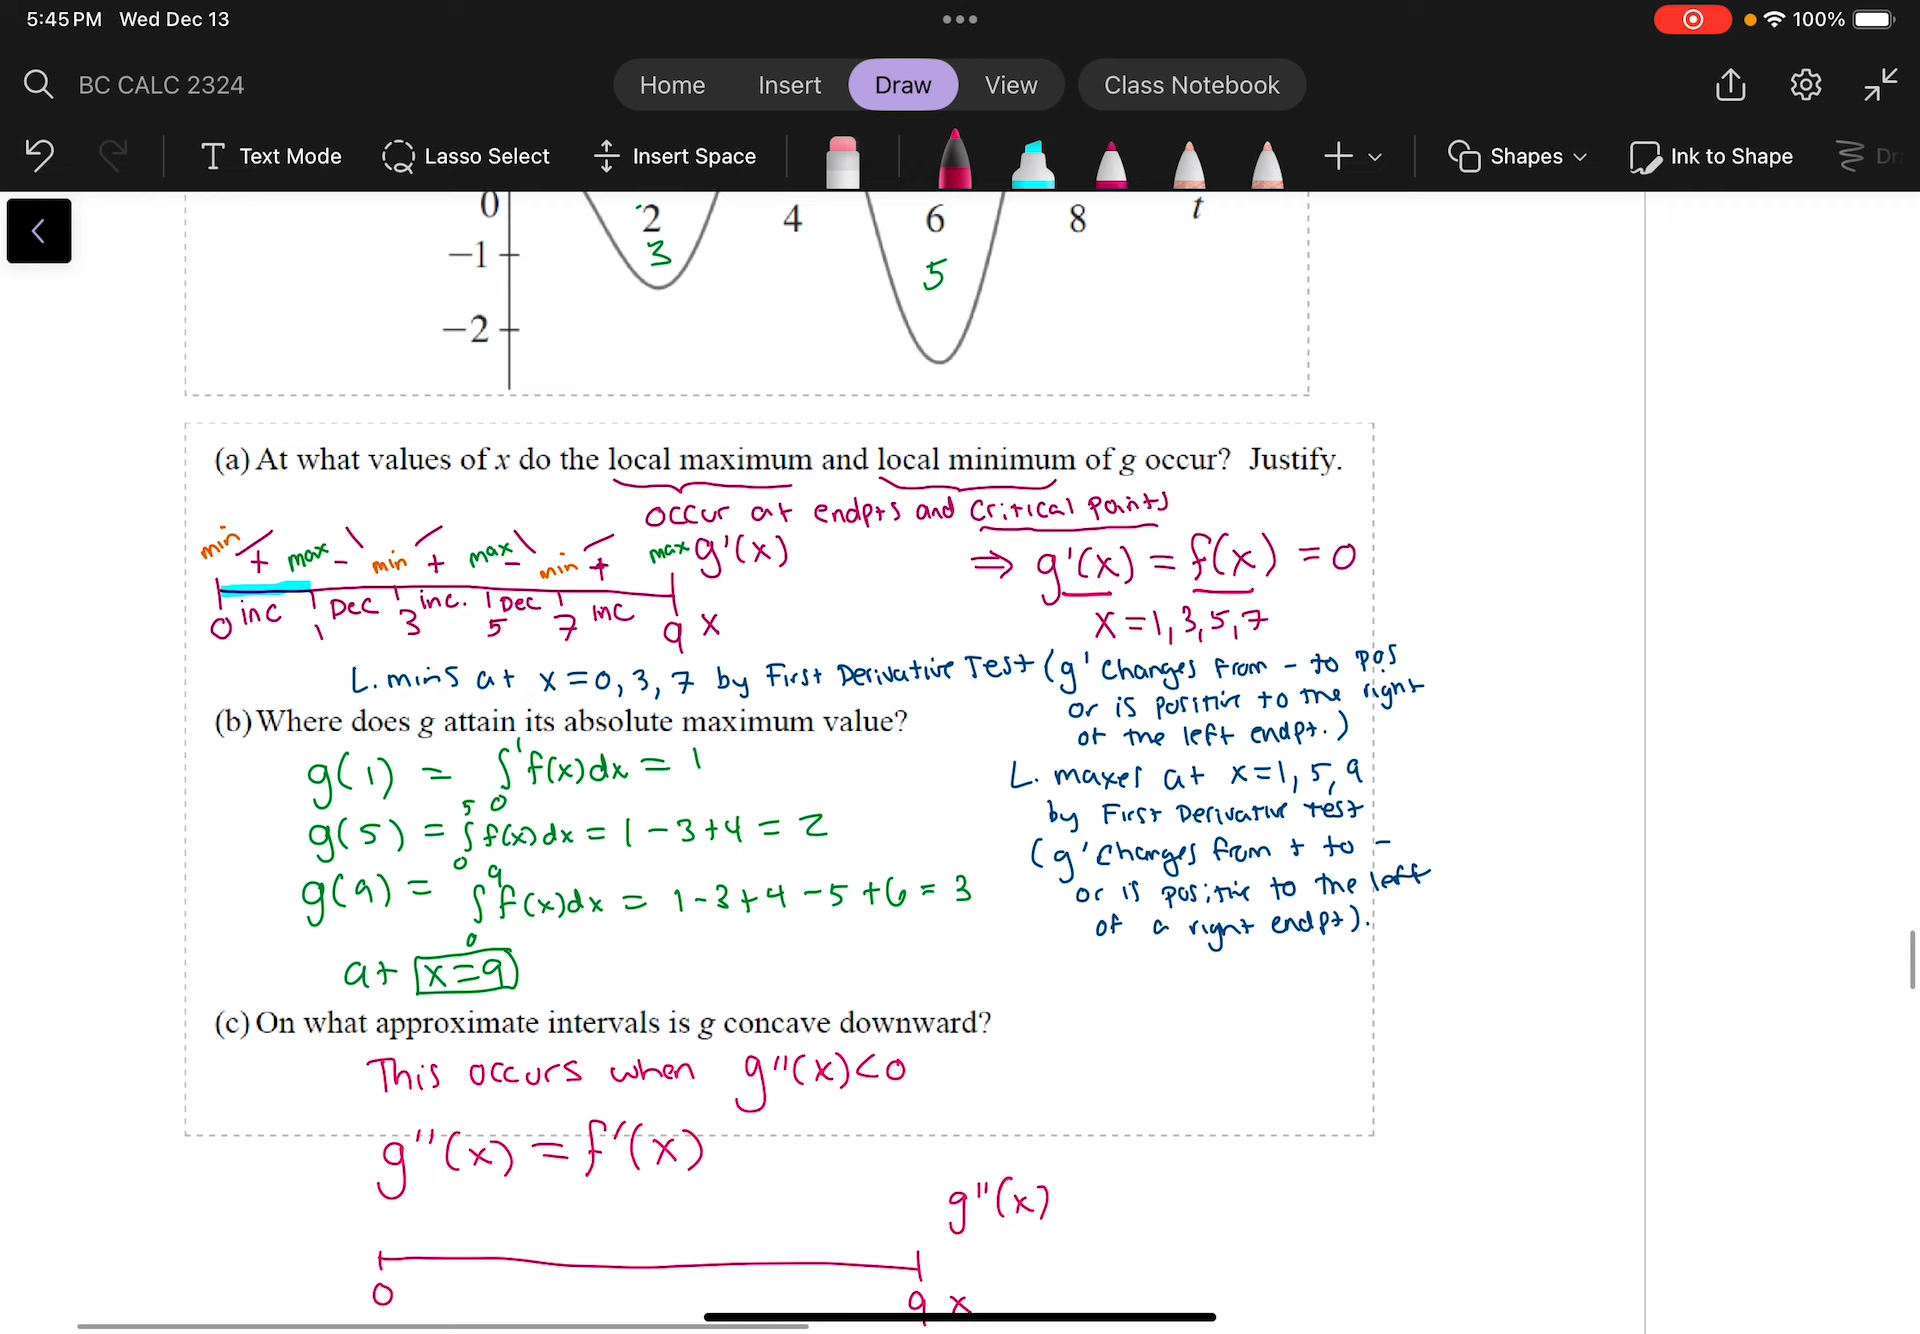 5:45 PM Wed Dec 13
100%
BC CALC 2324
Home Insert Draw View Class Notebook
Text Mode Lasso Select Insert Space Shapes Ink to Shape Dr
0 2 4 6 8 t
3
-1
5
-2
(a) At what values of x do the local maximum and local minimum of g occur? Justify.
occur at endpts and critical points
min + max - min + max - min + max g'(x)
⇒ g'(x) = f(x) = 0
inc Dec inc. Dec inc
0 1 3 5 7 9 x
x = 1, 3, 5, 7
L. mins at x = 0, 3, 7 by First Derivative Test (g' changes from - to pos
or is positive to the right
of the left endpt.)
(b) Where does g attain its absolute maximum value?
g(1) = ∫₀¹ f(x)dx = 1
L. maxes at x = 1, 5, 9
by First Derivative test
g(5) = ∫₀⁵ f(x)dx = 1 - 3 + 4 = 2
(g' changes from + to -
g(9) = ∫₀⁹ f(x)dx = 1 - 3 + 4 - 5 + 6 = 3
or is positive to the left
of a right endpt).
at x = 9
(c) On what approximate intervals is g concave downward?
This occurs when g''(x) < 0
g''(x) = f'(x)
g''(x)
0 9 x